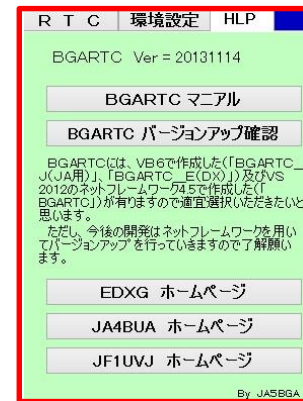 R T C 環境設定 HLP
BGARTC Ver = 20131114
BGARTC マニアル
BGARTC バージョンアップ確認
BGARTCには、VB6で作成した(「BGARTC_
J(JA用)」、「BGARTC_E(DX)」)及びVS
2012のネットフレームワーク4.5で作成した(「
BGARTC」)が有りますので適宜選択いただきたいと
思います。
ただし、今後の開発はネットフレームワークを用い
てバージョンアップを行っていきますので了解願い
ます。
EDXG ホームページ
JA4BUA ホームページ
JF1UVJ ホームページ
By JA5BGA